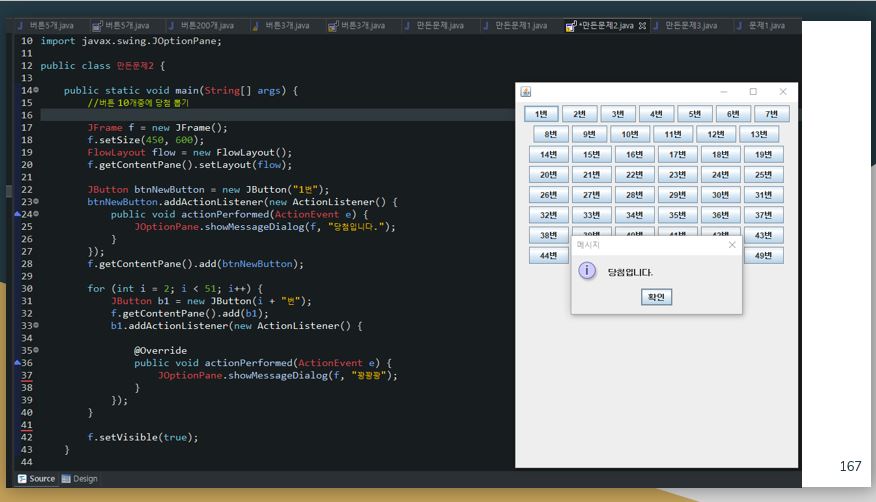 버튼5개.java 버튼5개.java 버튼200개.java 버튼3개.java 버튼3개.java 만든문제.java 만든문제1.java *만든문제2.java 만든문제3.java 문제1.java
10 import javax.swing.JOptionPane;
11
12 public class 만든문제2 {
13
14 public static void main(String[] args) {
15 //버튼 10개중에 당첨 뽑기
16
17 JFrame f = new JFrame();
18 f.setSize(450, 600);
19 FlowLayout flow = new FlowLayout();
20 f.getContentPane().setLayout(flow);
21
22 JButton btnNewButton = new JButton("1번");
23 btnNewButton.addActionListener(new ActionListener() {
24 public void actionPerformed(ActionEvent e) {
25 JOptionPane.showMessageDialog(f, "당첨입니다.");
26 }
27 });
28 f.getContentPane().add(btnNewButton);
29
30 for (int i = 2; i < 51; i++) {
31 JButton b1 = new JButton(i + "번");
32 f.getContentPane().add(b1);
33 b1.addActionListener(new ActionListener() {
34
35 @Override
36 public void actionPerformed(ActionEvent e) {
37 JOptionPane.showMessageDialog(f, "꽝꽝꽝");
38 }
39 });
40 }
41
42 f.setVisible(true);
43 }
44
Source Design
1번 2번 3번 4번 5번 6번 7번
8번 9번 10번 11번 12번 13번
14번 15번 16번 17번 18번 19번
20번 21번 22번 23번 24번 25번
26번 27번 28번 29번 30번 31번
32번 33번 34번 35번 36번 37번
38번 39번 40번 41번 42번 43번
44번 49번
메시지
당첨입니다.
확인
167